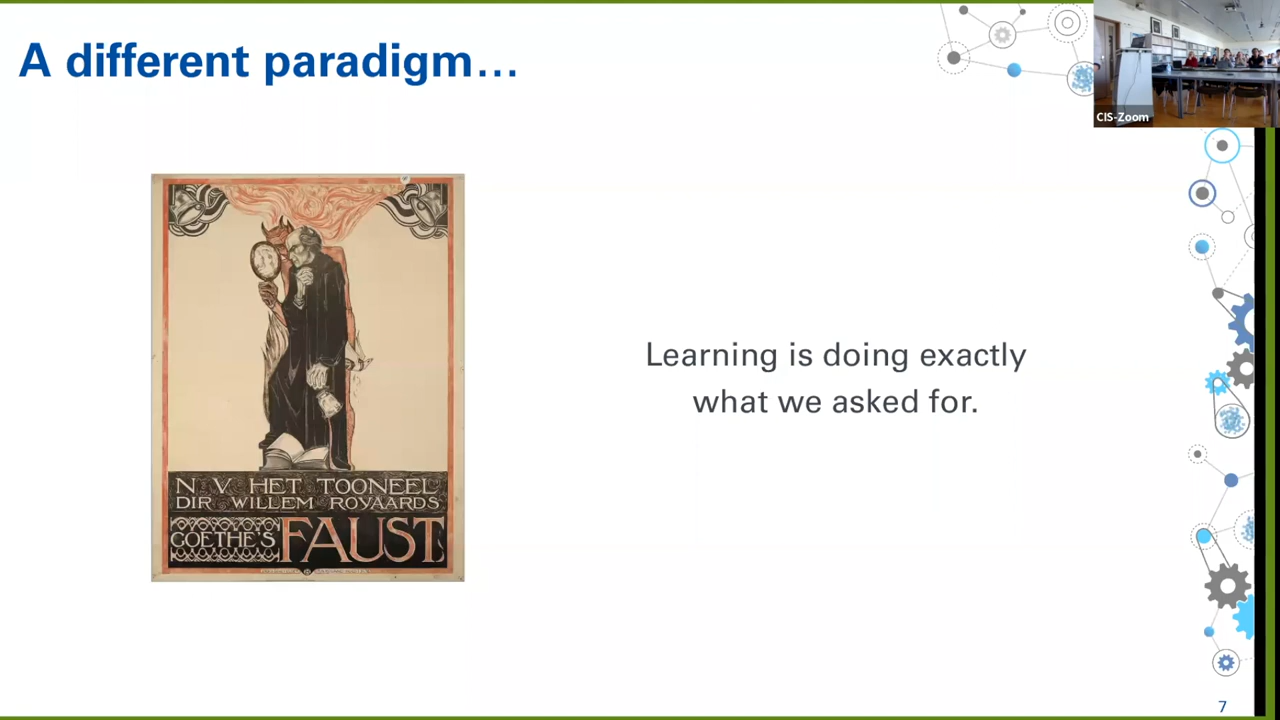 A different paradigm...
CIS-Zoom
Learning is doing exactly
what we asked for.
N. V. HET TOONEEL
DIR WILLEM ROYAARDS
GOETHE'S FAUST
7